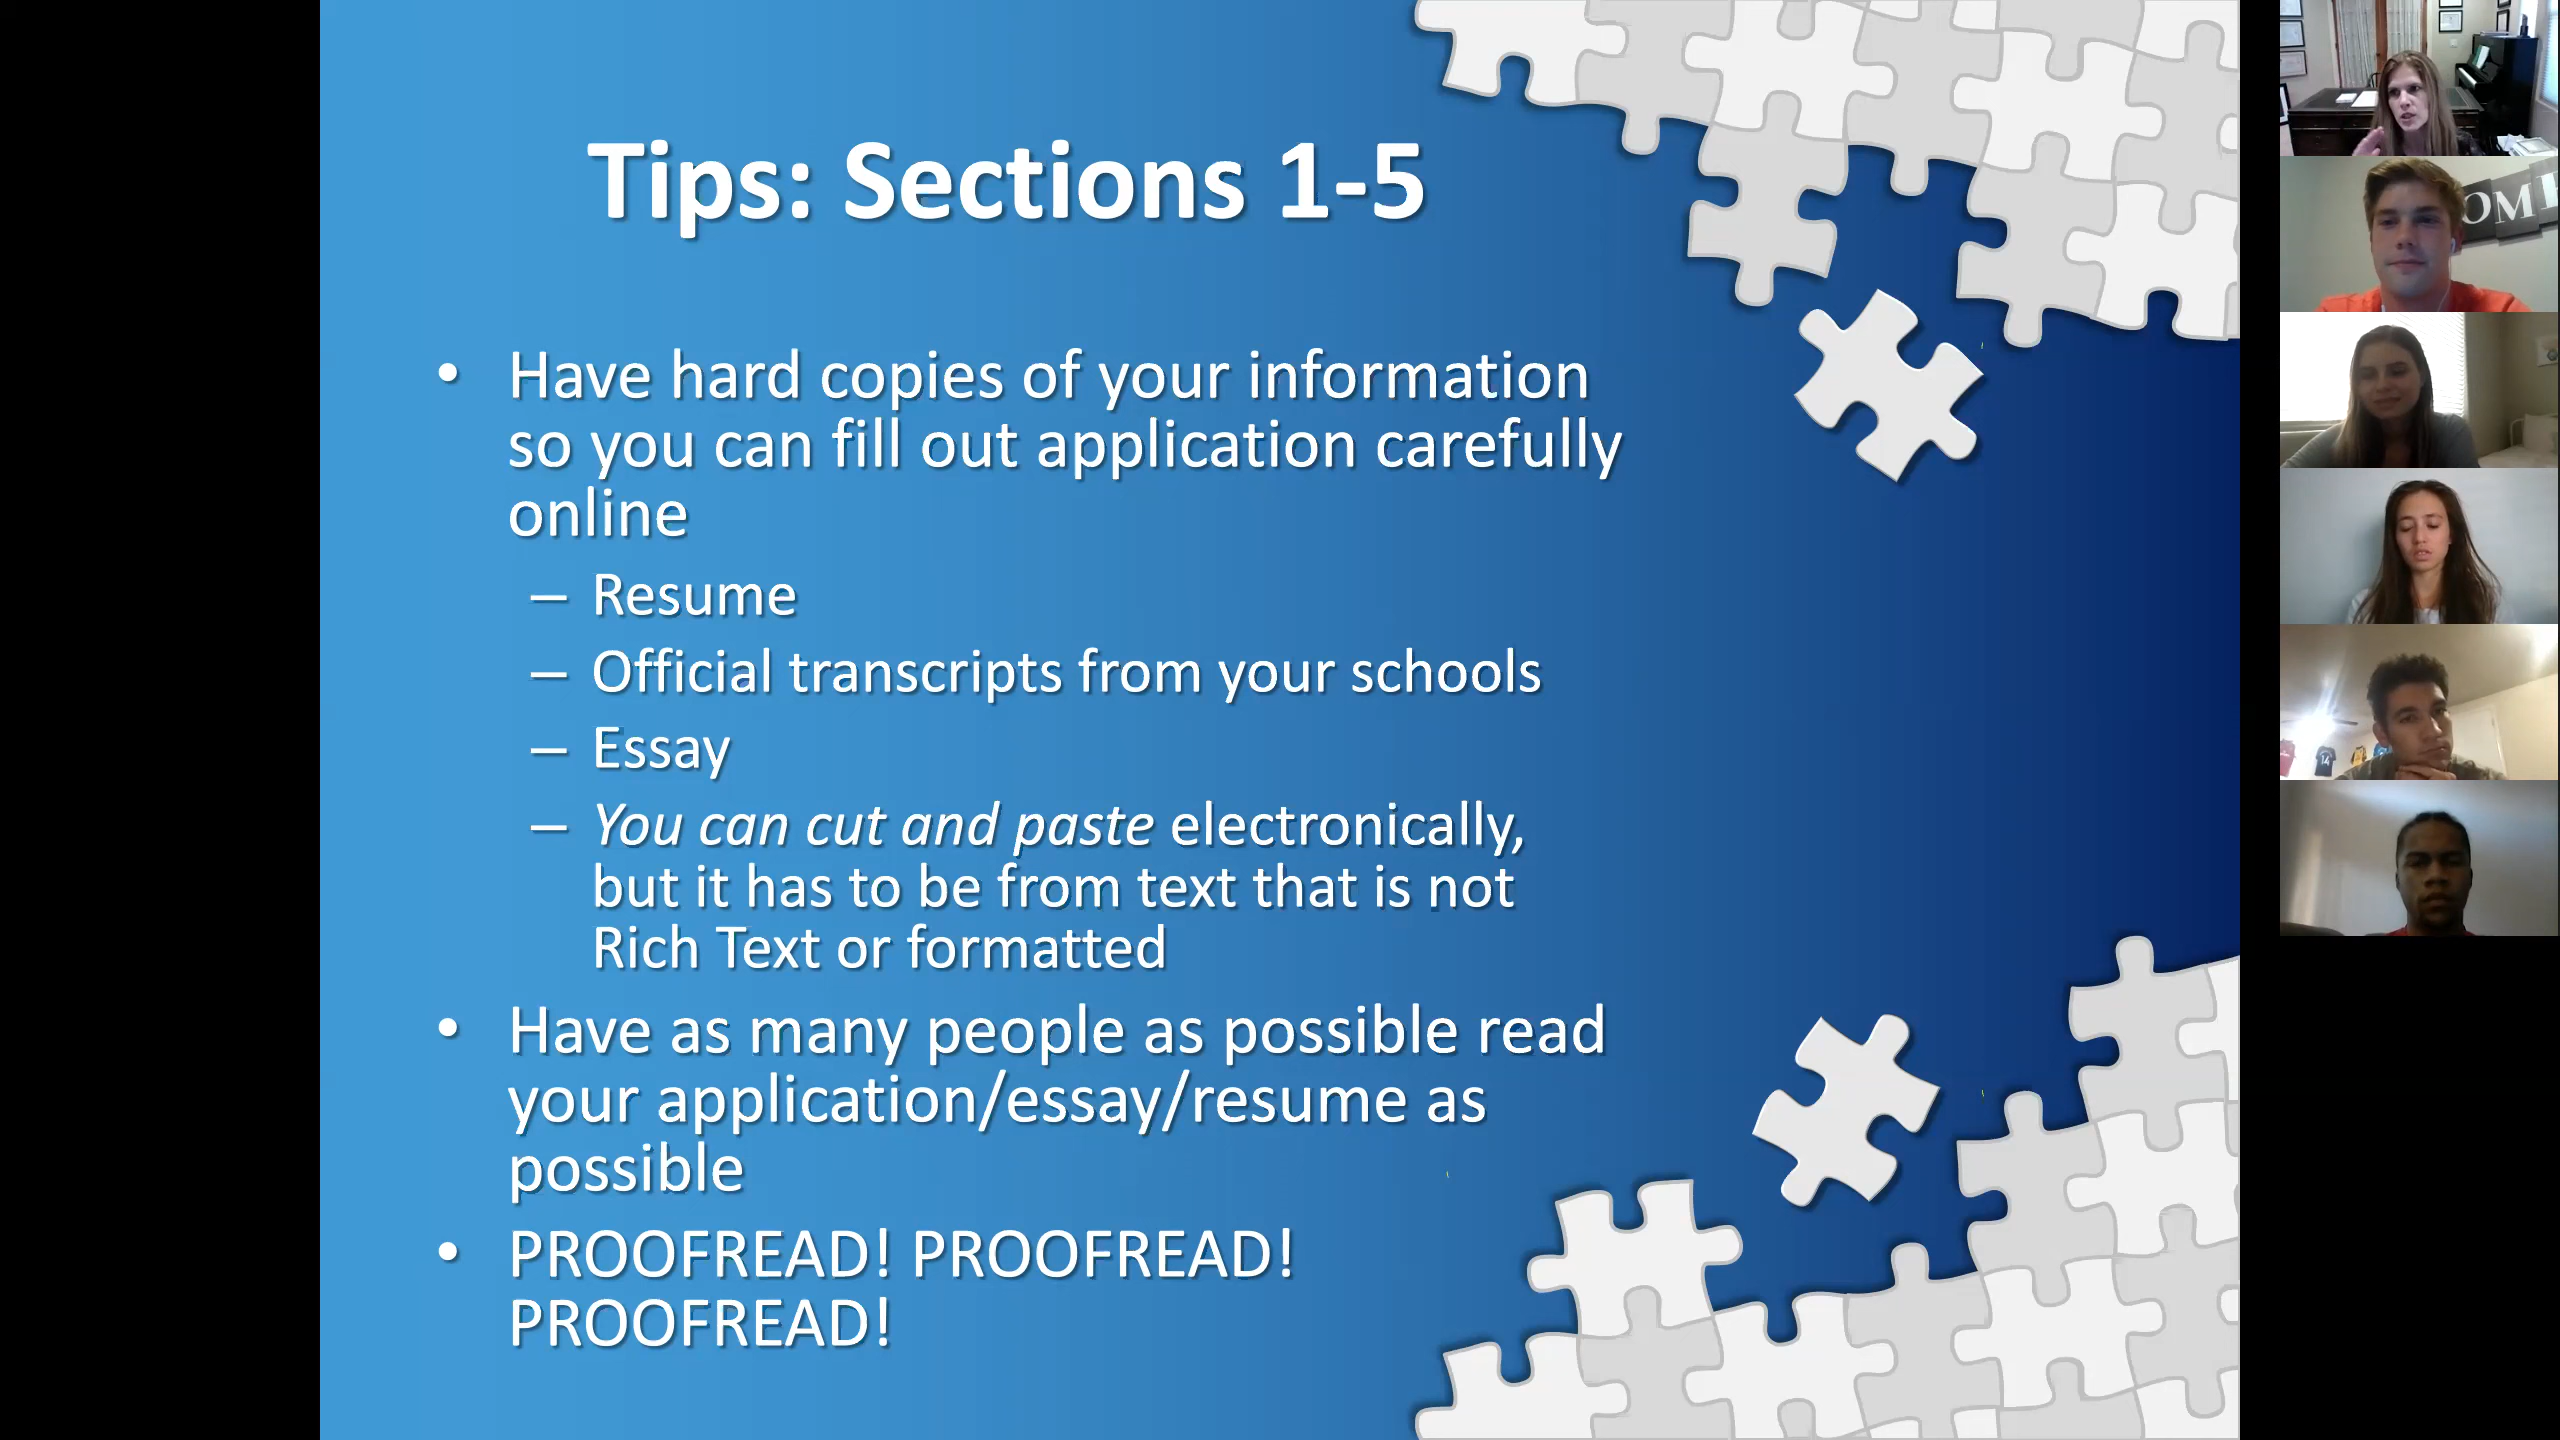 Tips: Sections 1-5
• Have hard copies of your information
so you can fill out application carefully
online
– Resume
– Official transcripts from your schools
– Essay
– You can cut and paste electronically,
but it has to be from text that is not
Rich Text or formatted
• Have as many people as possible read
your application/essay/resume as
possible
• PROOFREAD! PROOFREAD!
PROOFREAD!
OM
14